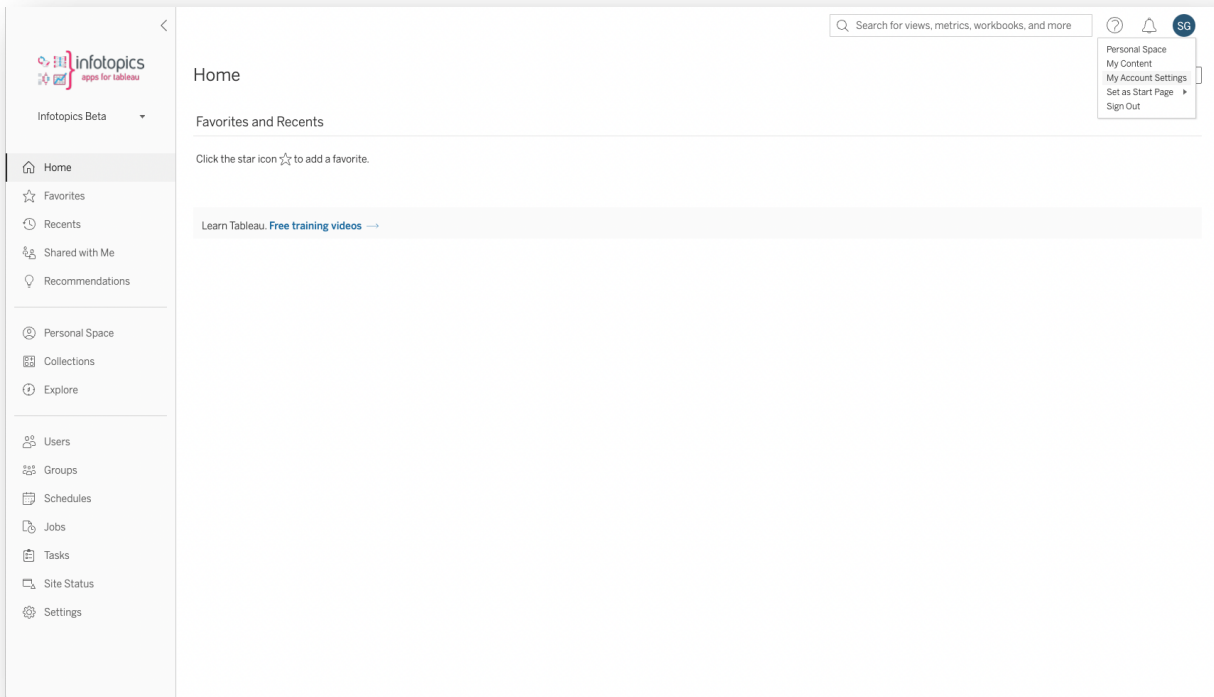 infotopics
apps for tableau
Infotopics Beta
Home
Favorites
Recents
Shared with Me
Recommendations
Personal Space
Collections
Explore
Users
Groups
Schedules
Jobs
Tasks
Site Status
Settings
Search for views, metrics, workbooks, and more
SG
Personal Space
My Content
My Account Settings
Set as Start Page
Sign Out
Home
Favorites and Recents
Click the star icon to add a favorite.
Learn Tableau. Free training videos →